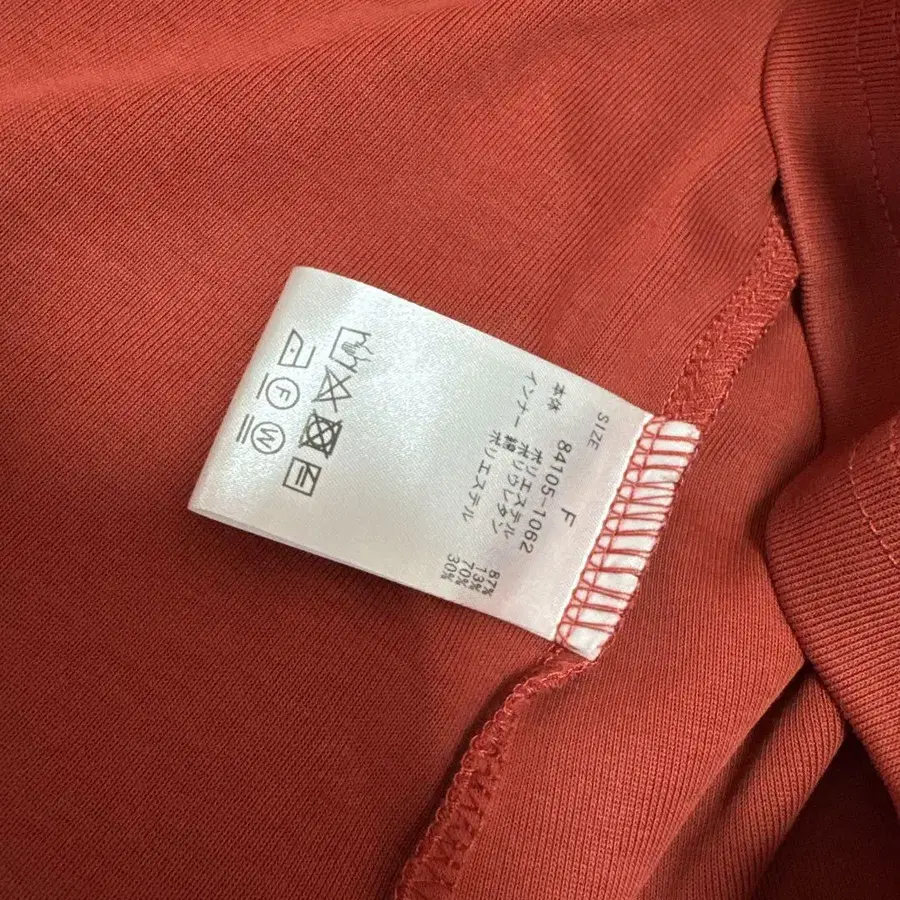 SIZE F
84105-1062
本体 ポリエステル 87%
ポリウレタン 13%
インナー 綿 70%
ポリエステル 30%
F
W